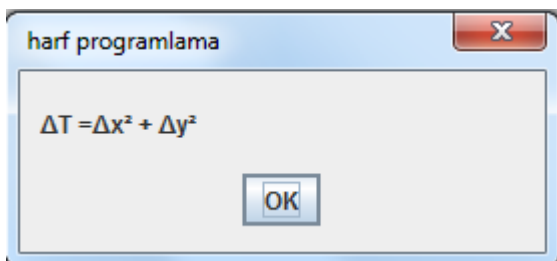 harf programlama
ΔT =Δx² + Δy²
OK